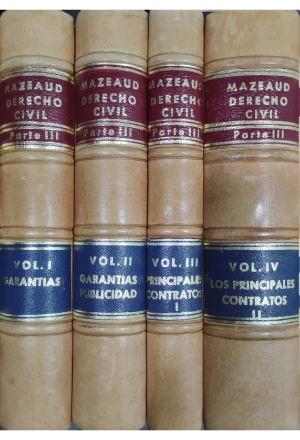 MAZEAUD
DERECHO
CIVIL
Parte III
VOL. I
GARANTIAS
MAZEAUD
DERECHO
CIVIL
Parte III
VOL. II
GARANTIAS
PUBLICIDAD
MAZEAUD
DERECHO
CIVIL
Parte III
VOL. III
PRINCIPALES
CONTRATOS
I
MAZEAUD
DERECHO
CIVIL
Parte III
VOL. IV
LOS PRINCIPALES
CONTRATOS
II